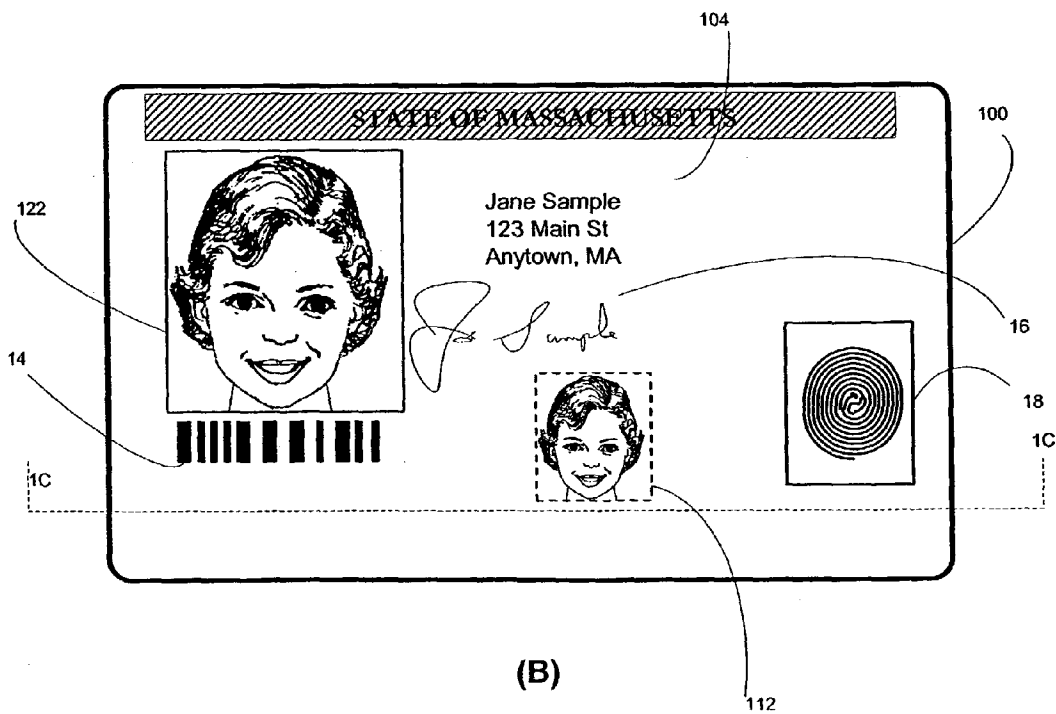 104
STATE OF MASSACHUSETTS
100
122
Jane Sample
123 Main St
Anytown, MA
Sample
16
14
18
1C
1C
(B)
112